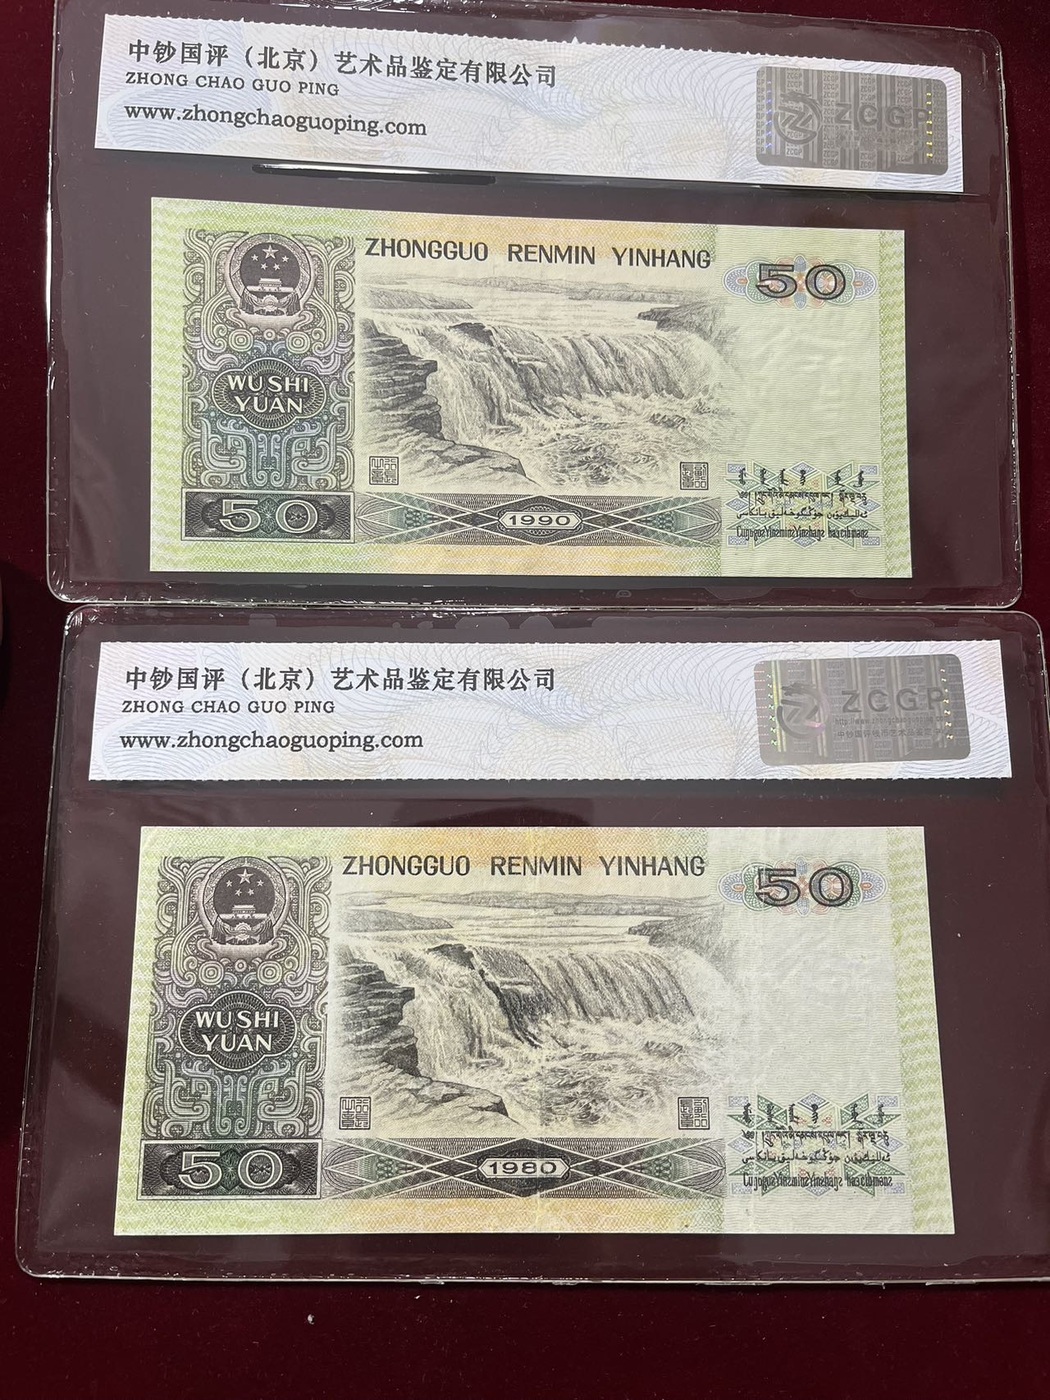 中钞国评（北京）艺术品鉴定有限公司
ZHONG CHAO GUO PING
www.zhongchaoguoping.com
ZCGP
ZHONGGUO RENMIN YINHANG
50
WU SHI
YUAN
50
1990
中钞国评（北京）艺术品鉴定有限公司
ZHONG CHAO GUO PING
www.zhongchaoguoping.com
ZCGP
ZHONGGUO RENMIN YINHANG
50
WU SHI
YUAN
50
1980